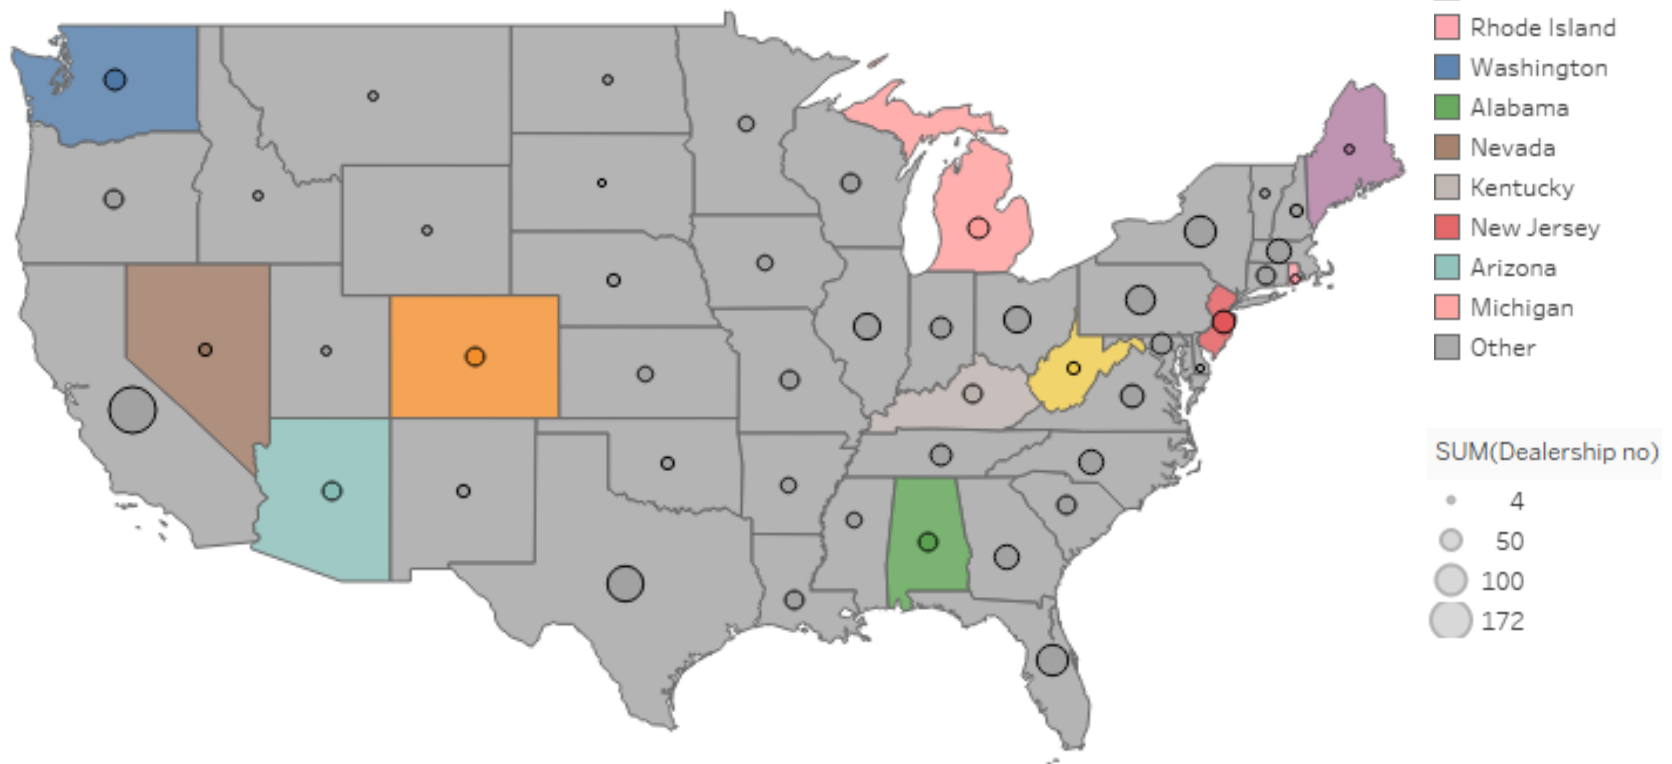 Rhode Island
Washington
Alabama
Nevada
Kentucky
New Jersey
Arizona
Michigan
Other
SUM(Dealership no)
4
50
100
172